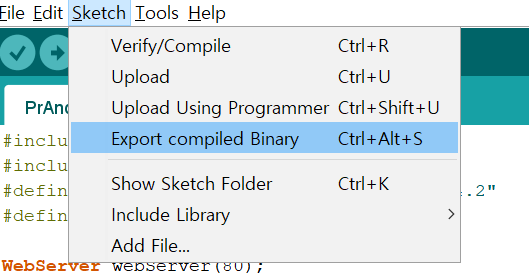 File Edit Sketch Tools Help
Verify/Compile Ctrl+R
Upload Ctrl+U
Upload Using Programmer Ctrl+Shift+U
Export compiled Binary Ctrl+Alt+S
Show Sketch Folder Ctrl+K
Include Library
Add File...
PrAno
#inclu
#inclu
#defin .2"
#defin
WebServer webServer(80);